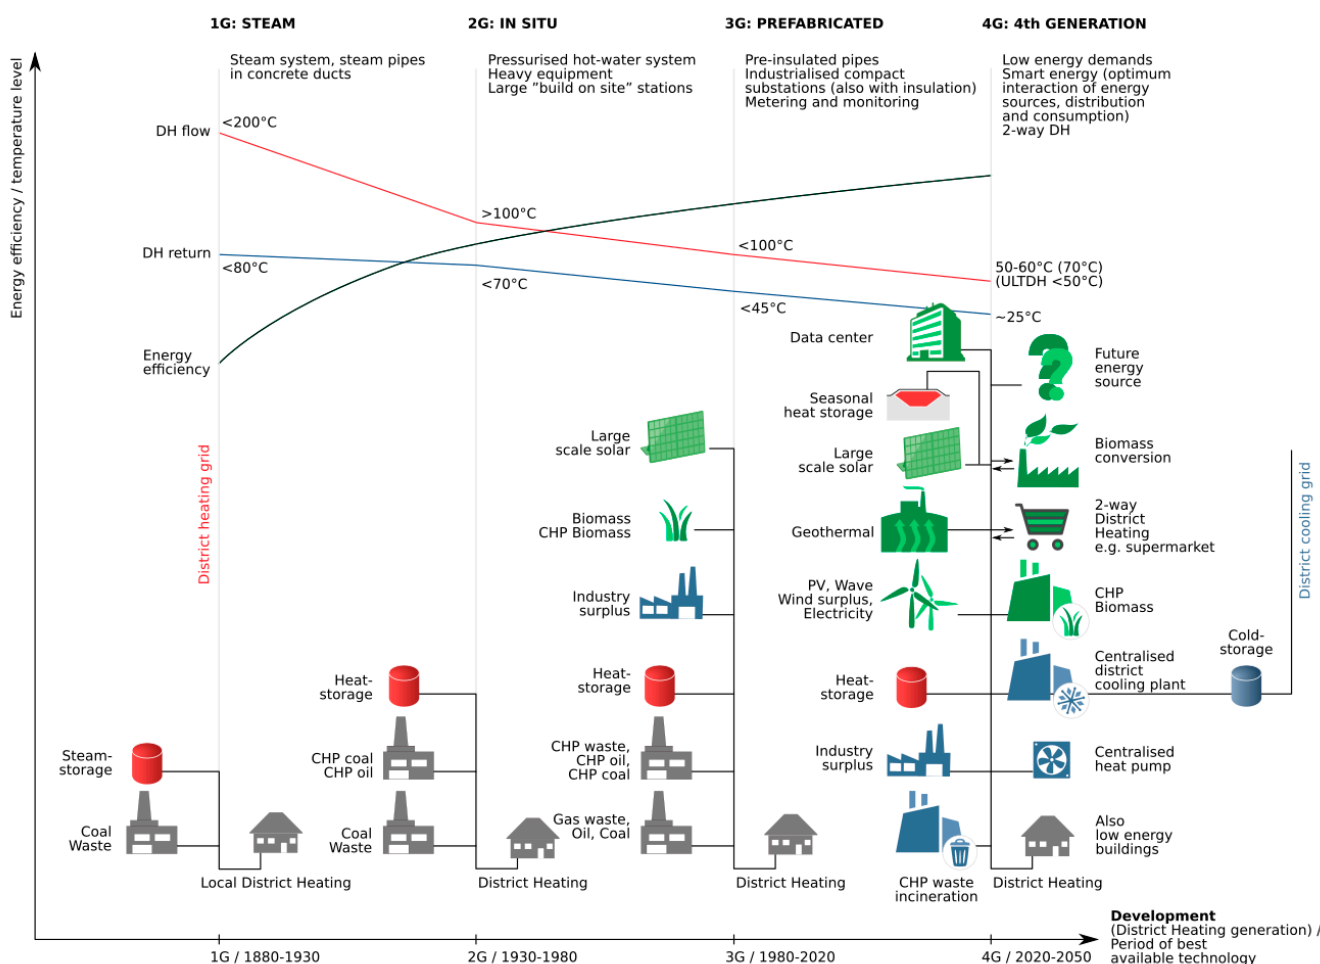 1G: STEAM
2G: IN SITU
3G: PREFABRICATED
4G: 4th GENERATION
Steam system, steam pipes
in concrete ducts
Pressurised hot-water system
Heavy equipment
Large “build on site” stations
Pre-insulated pipes
Industrialised compact
substations (also with insulation)
Metering and monitoring
Low energy demands
Smart energy (optimum
interaction of energy
sources, distribution
and consumption)
2-way DH
Energy efficiency / temperature level
DH flow
<200°C
>100°C
<100°C
50-60°C (70°C)
(ULTDH <50°C)
DH return
<80°C
<70°C
<45°C
~25°C
Energy
efficiency
District heating grid
Steam-
storage
Coal
Waste
Local District Heating
Heat-
storage
CHP coal
CHP oil
Coal
Waste
District Heating
Large
scale solar
Biomass
CHP Biomass
Industry
surplus
Heat-
storage
CHP waste,
CHP oil,
CHP coal
Gas waste,
Oil, Coal
District Heating
Data center
Seasonal
heat storage
Large
scale solar
Geothermal
PV, Wave
Wind surplus,
Electricity
Heat-
storage
Industry
surplus
CHP waste
incineration
Future
energy
source
Biomass
conversion
2-way
District
Heating
e.g. supermarket
CHP
Biomass
Centralised
district
cooling plant
Centralised
heat pump
Also
low energy
buildings
District Heating
Cold-
storage
District cooling grid
1G / 1880-1930
2G / 1930-1980
3G / 1980-2020
4G / 2020-2050
Development
(District Heating generation) /
Period of best
available technology